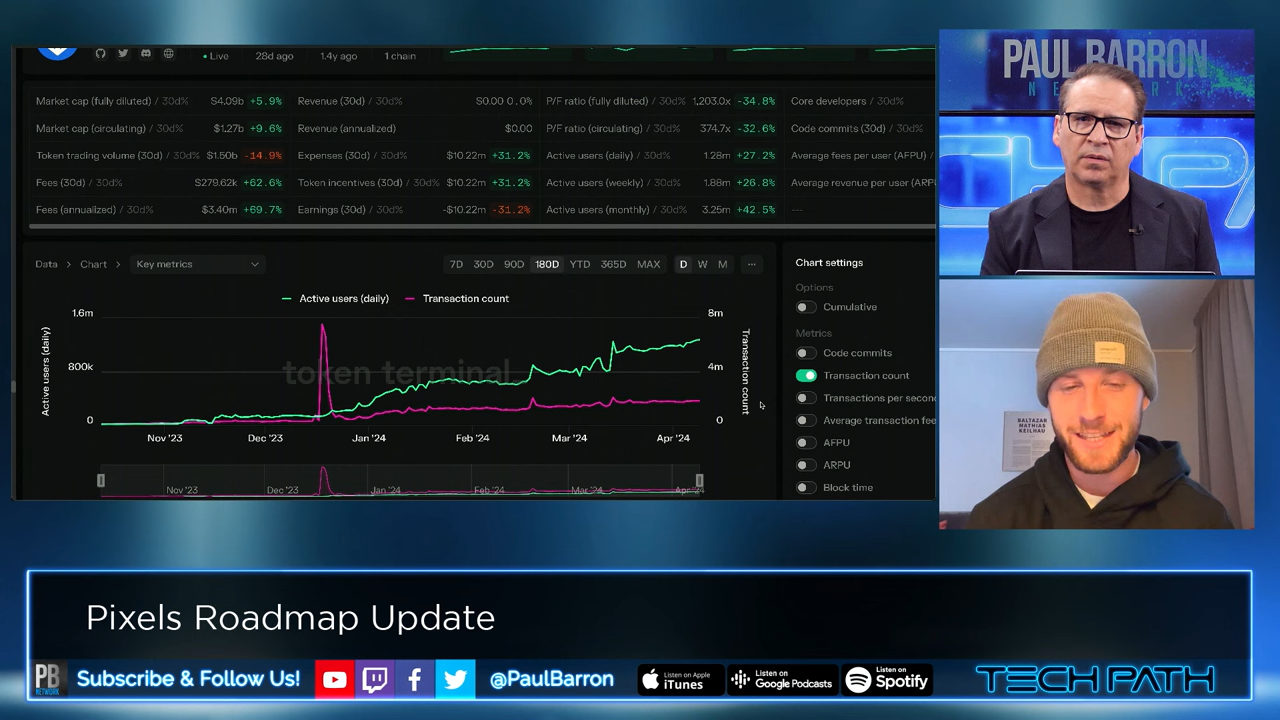 Live
28d ago
1.4y ago
1 chain
Market cap (fully diluted) / 30d% $4.09b +5.9%
Revenue (30d) / 30d% $0.00 0.0%
P/F ratio (fully diluted) / 30d% 1,203.0x -34.8%
Core developers / 30d%
Market cap (circulating) / 30d% $1.27b +9.6%
Revenue (annualized) $0.00
P/F ratio (circulating) / 30d% 374.7x -32.6%
Code commits (30d) / 30d%
Token trading volume (30d) / 30d% $1.50b -14.9%
Expenses (30d) / 30d% $10.22m +31.2%
Active users (daily) / 30d% 1.28m +27.2%
Average fees per user (AFPU) /
Fees (30d) / 30d% $279.62k +62.6%
Token incentives (30d) / 30d% $10.22m +31.2%
Active users (weekly) / 30d% 1.88m +26.8%
Average revenue per user (ARPU
Fees (annualized) / 30d% $3.40m +69.7%
Earnings (30d) / 30d% -$10.22m -31.2%
Active users (monthly) / 30d% 3.25m +42.5%
---
Data > Chart > Key metrics
7D 30D 90D 180D YTD 365D MAX D W M ...
Active users (daily) Transaction count
1.6m
800k
0
Active users (daily)
token terminal
8m
4m
0
Transaction count
Nov '23 Dec '23 Jan '24 Feb '24 Mar '24 Apr '24
Nov '23 Dec '23 Jan '24 Feb '24 Mar '24 Apr '24
Chart settings
Options
Cumulative
Metrics
Code commits
Transaction count
Transactions per secon
Average transaction fee
AFPU
ARPU
Block time
PAUL BARRON
NETWORK
BALTAZAR
MATHIAS
KEILHAU
Pixels Roadmap Update
PB
NETWORK
Subscribe & Follow Us!
@PaulBarron
Listen on Apple
iTunes
Listen on
Google Podcasts
Listen on
Spotify
TECH PATH